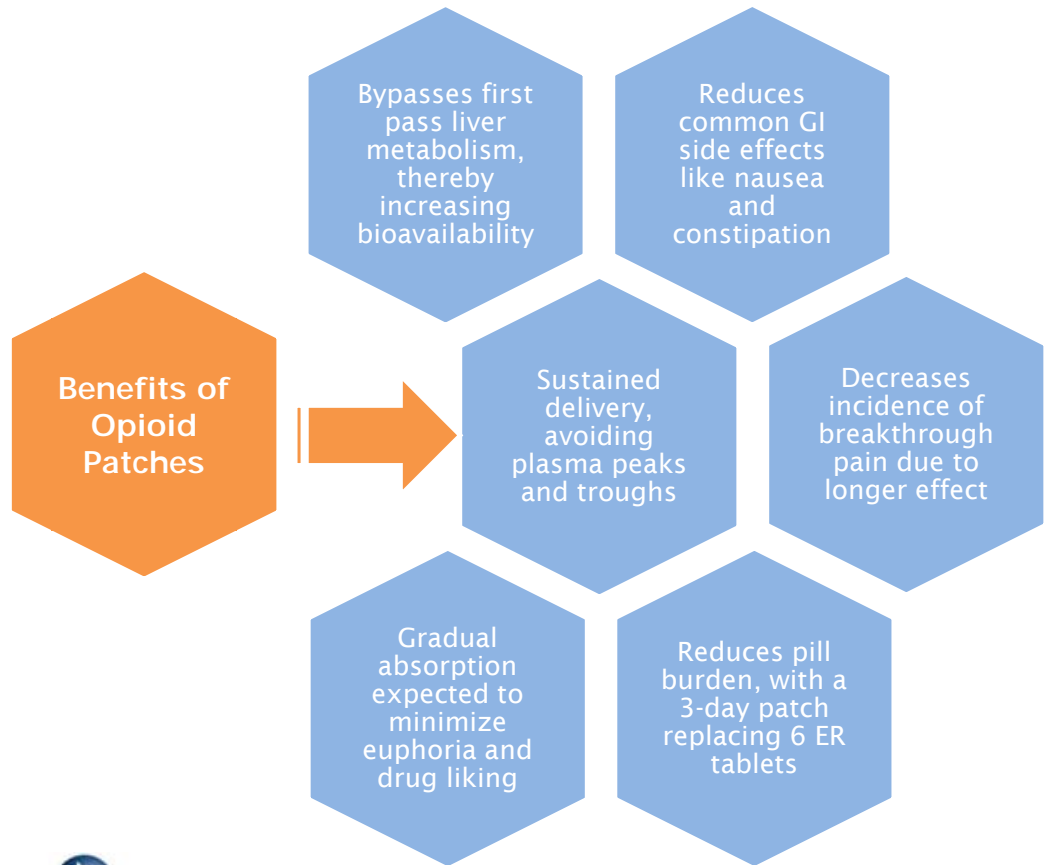 Bypasses first
pass liver
metabolism,
thereby
increasing
bioavailability
Reduces
common GI
side effects
like nausea
and
constipation
Benefits of
Opioid
Patches
Sustained
delivery,
avoiding
plasma peaks
and troughs
Decreases
incidence of
breakthrough
pain due to
longer effect
Gradual
absorption
expected to
minimize
euphoria and
drug liking
Reduces pill
burden, with a
3-day patch
replacing 6 ER
tablets